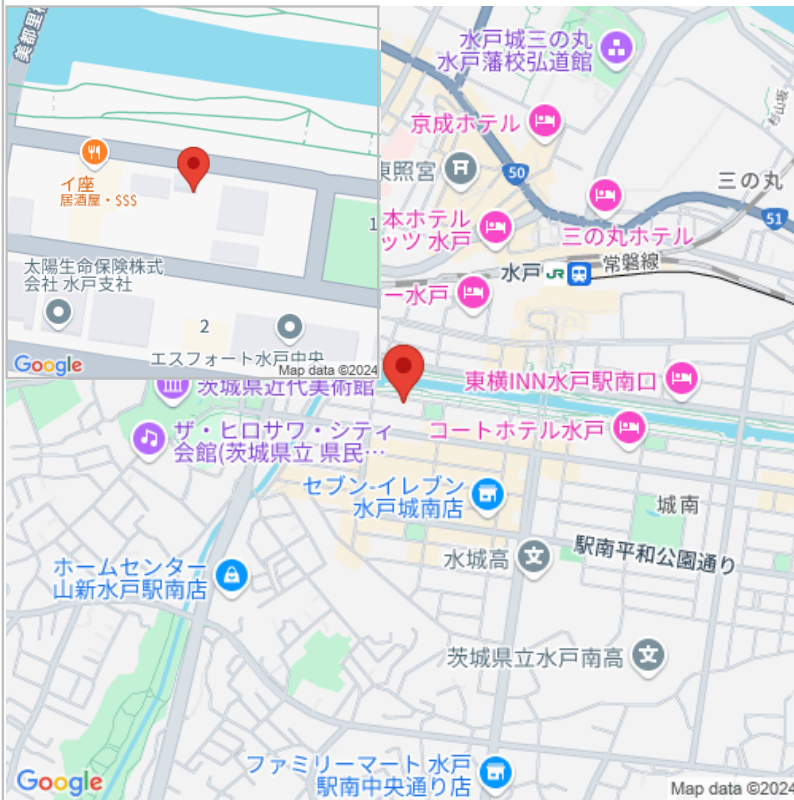 美都里橋
イ座
居酒屋・$$$
太陽生命保険株式
会社 水戸支社
2
1
エスフォート水戸中央
Google
Map data ©2024
水戸城三の丸
水戸藩校弘道館
杉山坂
京成ホテル
東照宮
50
三の丸
51
本ホテル
ッツ 水戸
三の丸ホテル
水戸
JR
常磐線
ー水戸
茨城県近代美術館
東横INN水戸駅南口
ザ・ヒロサワ・シティ
会館(茨城県立 県民…
コートホテル水戸
セブン-イレブン
水戸城南店
城南
駅南平和公園通り
水城高
ホームセンター
山新水戸駅南店
茨城県立水戸南高
ファミリーマート 水戸
駅南中央通り店
Google
Map data ©2024